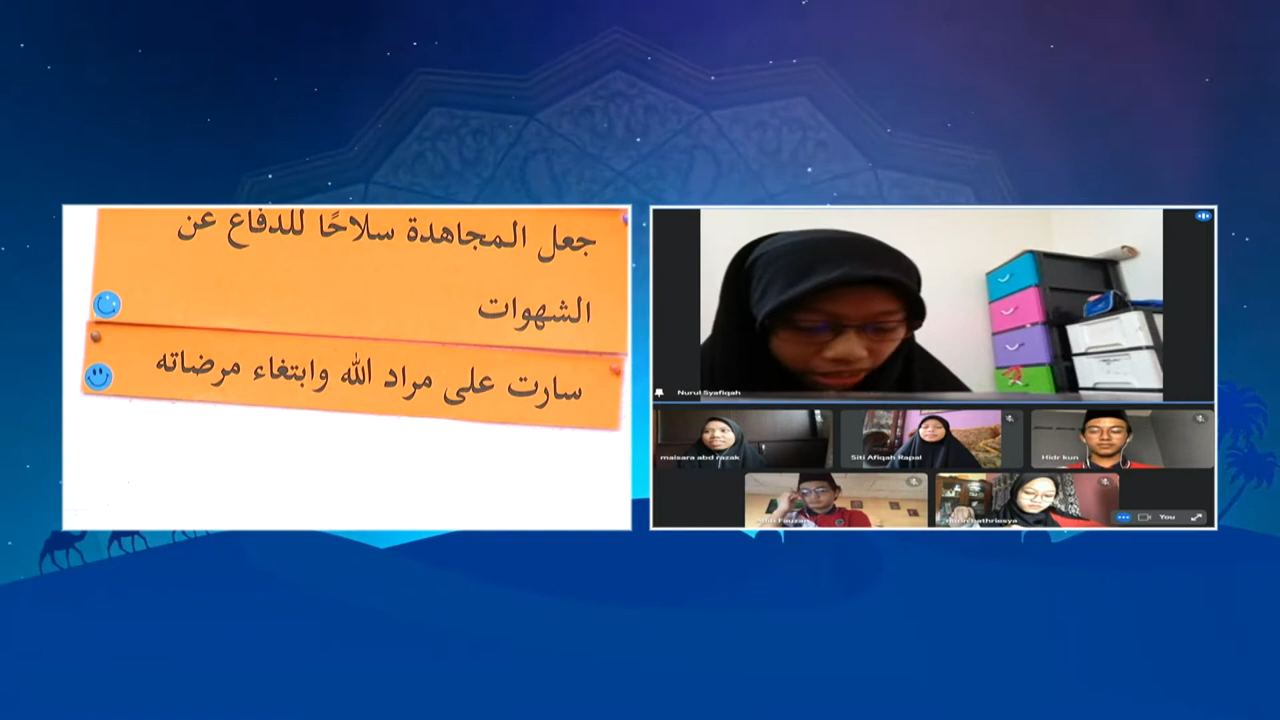 جعل المجاهدة سلاحًا للدفاع عن
الشهوات
سارت على مراد الله وابتغاء مرضاته
Nurul Syafiqah
maisara abd razak
Siti Afiqah Rapal
Hidr kun
Fauzan
You